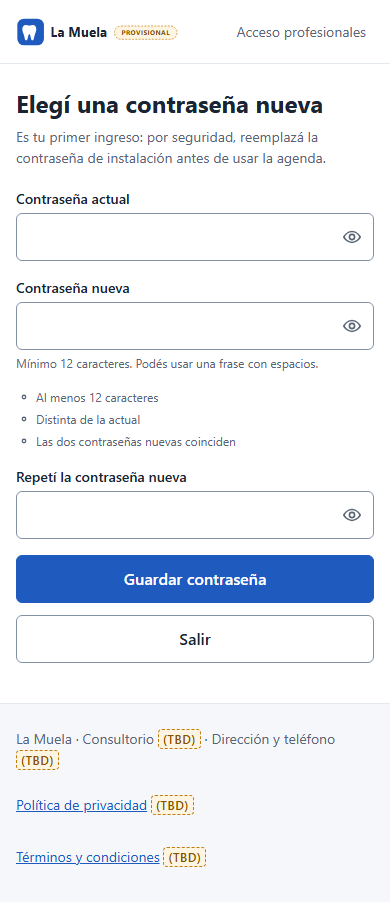 La Muela PROVISIONAL Acceso profesionales
Elegí una contraseña nueva
Es tu primer ingreso: por seguridad, reemplazá la
contraseña de instalación antes de usar la agenda.
Contraseña actual
Contraseña nueva
Mínimo 12 caracteres. Podés usar una frase con espacios.
Al menos 12 caracteres
Distinta de la actual
Las dos contraseñas nuevas coinciden
Repetí la contraseña nueva
Guardar contraseña
Salir
La Muela · Consultorio (TBD) · Dirección y teléfono
(TBD)
Política de privacidad (TBD)
Términos y condiciones (TBD)